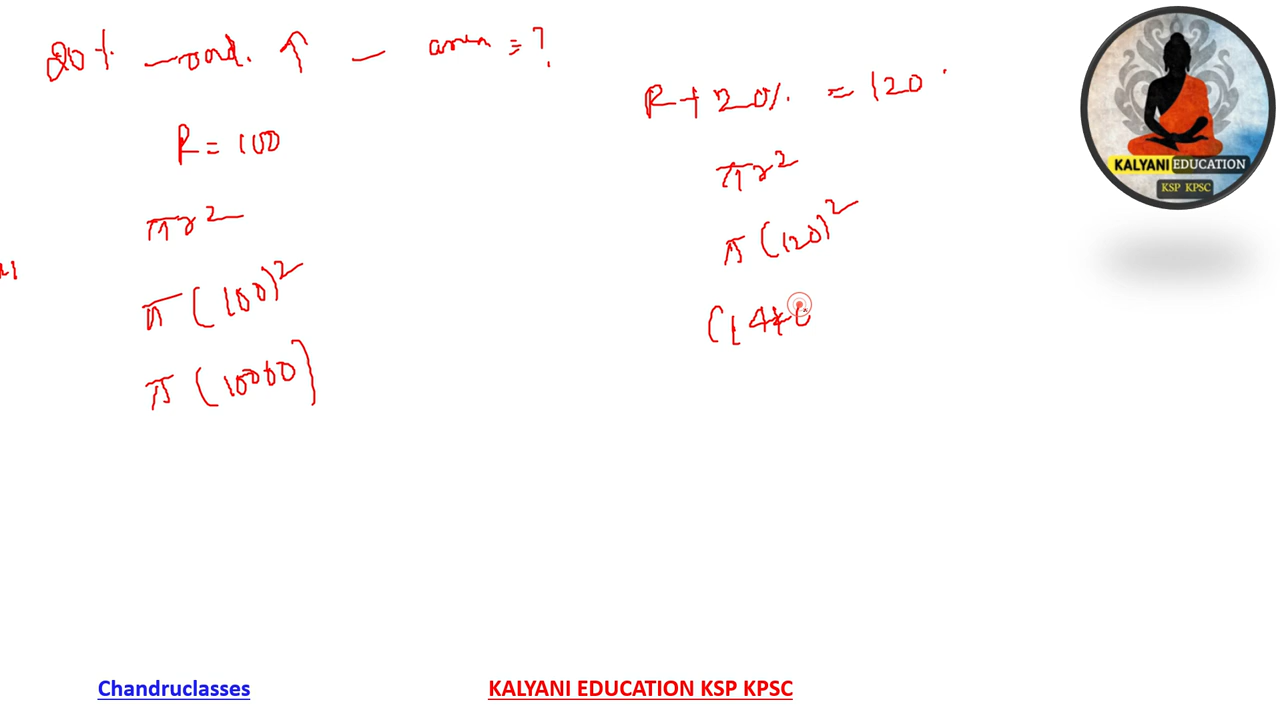 20% rad. ↑ – area = ?
R = 100
πr²
π(100)²
π(10000)
R + 20% = 120
πr²
π(120)²
(1440
KALYANI EDUCATION
KSP KPSC
Chandruclasses
KALYANI EDUCATION KSP KPSC